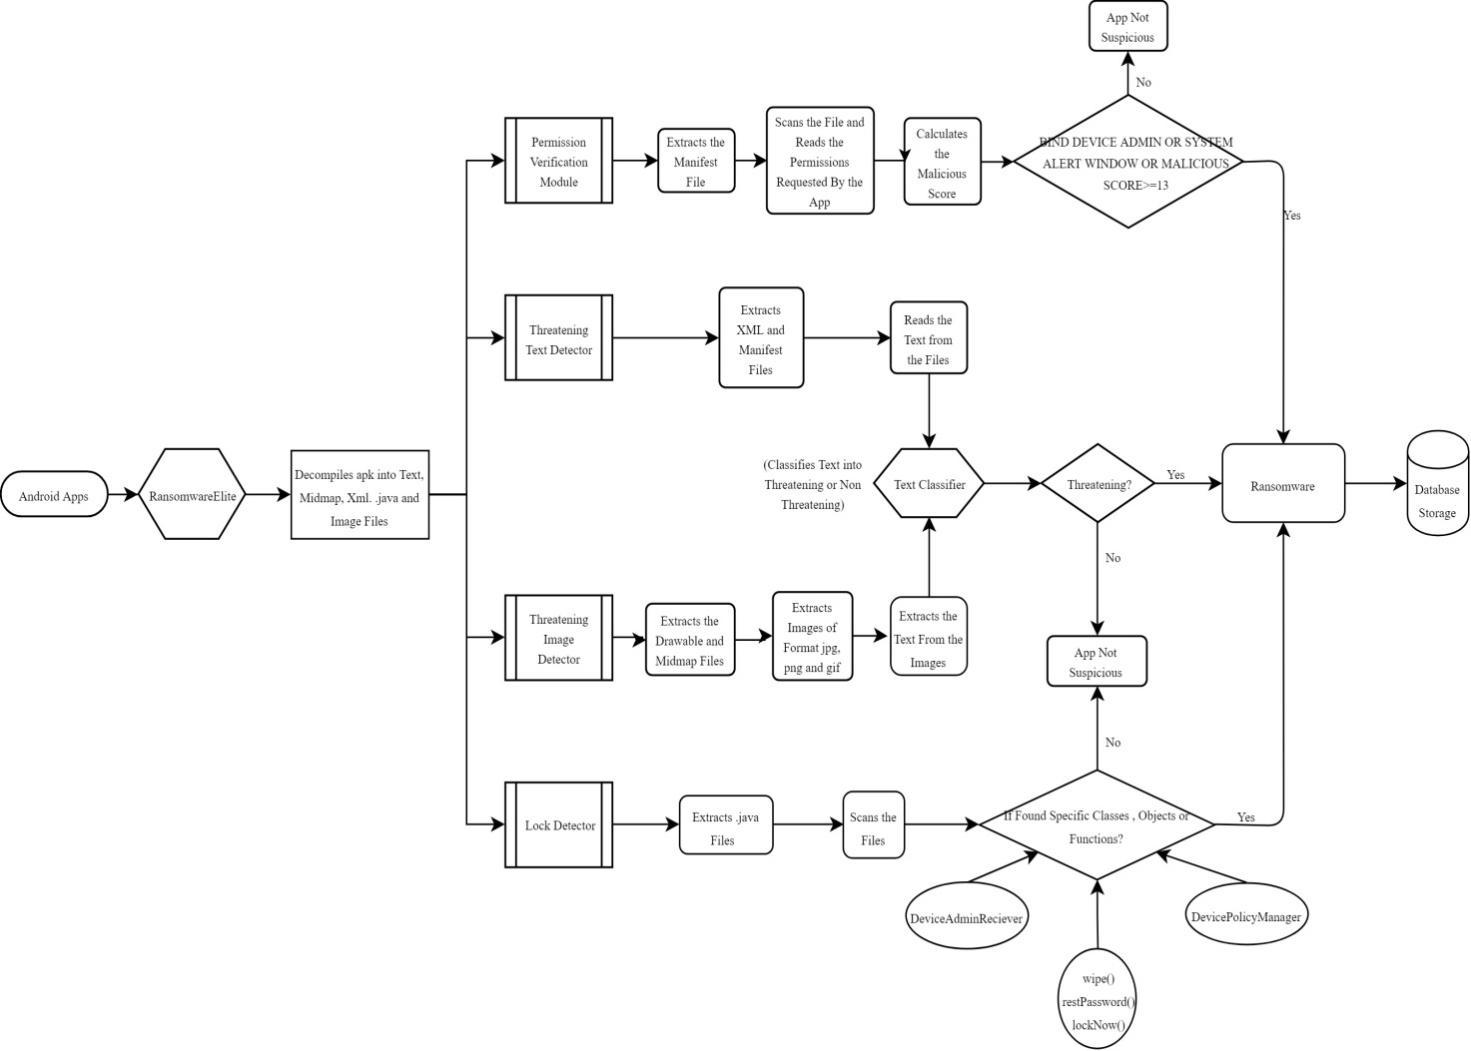 App Not
Suspicious
No
Permission
Verification
Module
Extracts the
Manifest
File
Scans the File and
Reads the
Permissions
Requested By the
App
Calculates
the
Malicious
Score
BIND DEVICE ADMIN OR SYSTEM
ALERT WINDOW OR MALICIOUS
SCORE>=13
Yes
Threatening
Text Detector
Extracts
XML and
Manifest
Files
Reads the
Text from
the Files
Android Apps
RansomwareElite
Decompiles apk into Text,
Midmap, Xml. .java and
Image Files
(Classifies Text into
Threatening or Non
Threatening)
Text Classifier
Threatening?
Yes
Ransomware
Database
Storage
No
Threatening
Image
Detector
Extracts the
Drawable and
Midmap Files
Extracts
Images of
Format jpg,
png and gif
Extracts the
Text From the
Images
App Not
Suspicious
No
Lock Detector
Extracts .java
Files
Scans the
Files
If Found Specific Classes , Objects or
Functions?
Yes
DeviceAdminReciever
DevicePolicyManager
wipe()
restPassword()
lockNow()